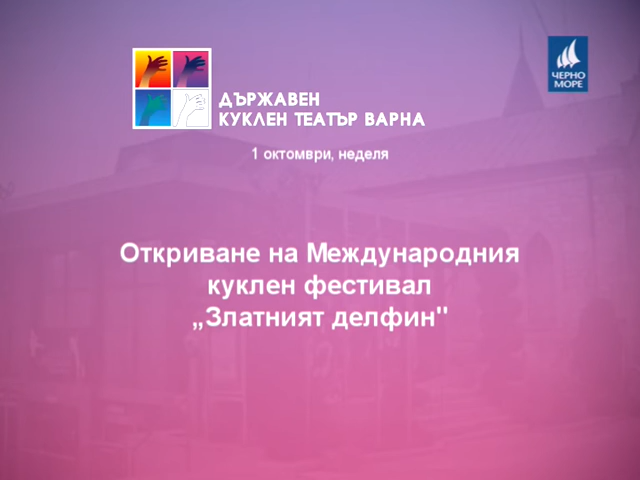 ДЪРЖАВЕН
КУКЛЕН ТЕАТЪР ВАРНА
ЧЕРНО
МОРЕ
1 октомври, неделя
Откриване на Международния
куклен фестивал
„Златният делфин"